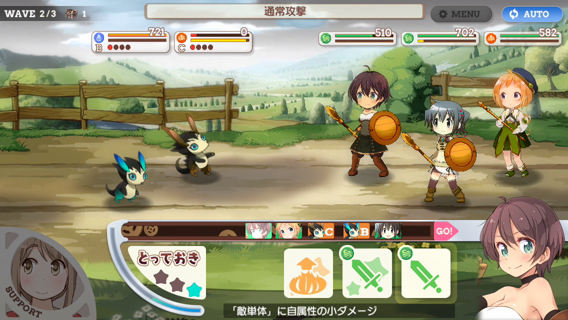 WAVE 2/3 1
通常攻撃
MENU
AUTO
B 721
C 0
510
702
582
C B GO!
とっておき
SUPPORT
「敵単体」に自属性の小ダメージ